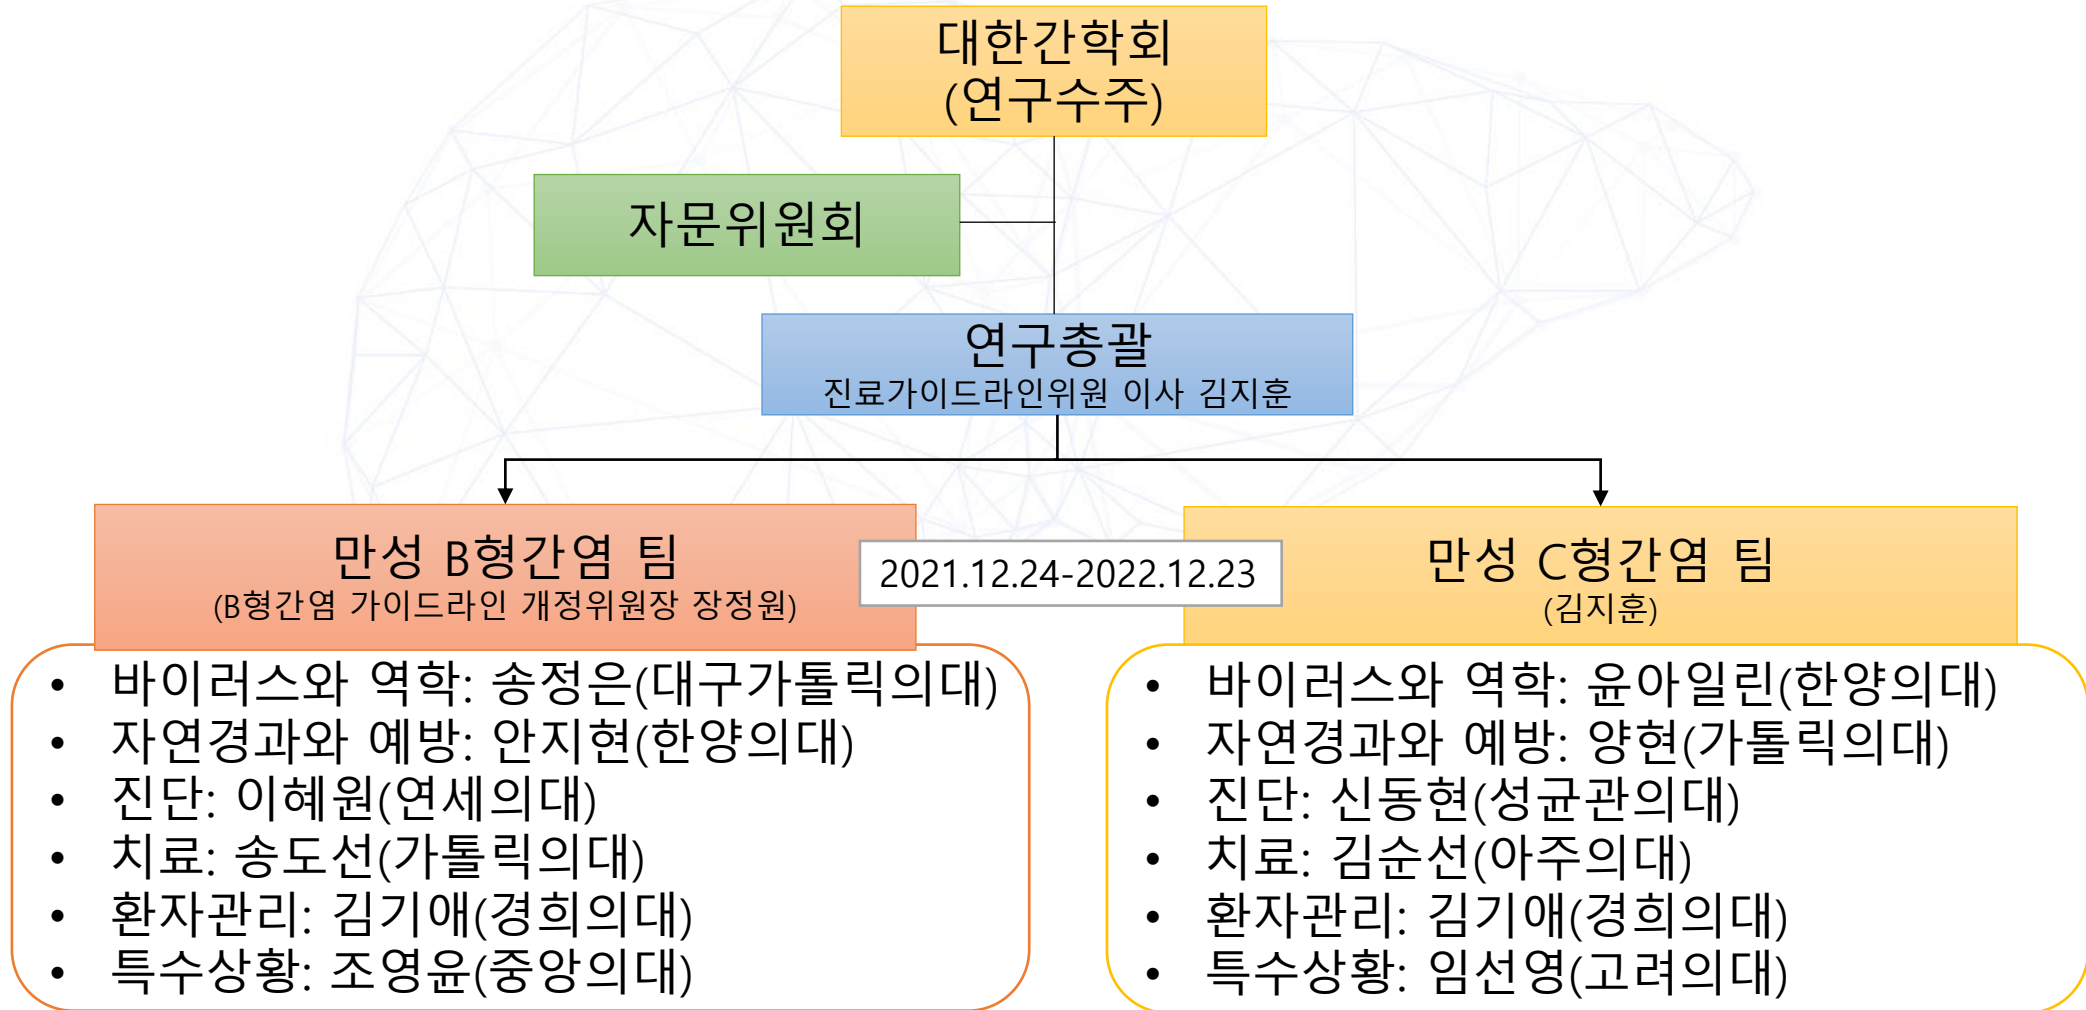 대한간학회
(연구수주)
자문위원회
연구총괄
진료가이드라인위원 이사 김지훈
만성 B형간염 팀
(B형간염 가이드라인 개정위원장 장정원)
2021.12.24-2022.12.23
만성 C형간염 팀
(김지훈)
• 바이러스와 역학: 송정은(대구가톨릭의대)
• 자연경과와 예방: 안지현(한양의대)
• 진단: 이혜원(연세의대)
• 치료: 송도선(가톨릭의대)
• 환자관리: 김기애(경희의대)
• 특수상황: 조영윤(중앙의대)
• 바이러스와 역학: 윤아일린(한양의대)
• 자연경과와 예방: 양현(가톨릭의대)
• 진단: 신동현(성균관의대)
• 치료: 김순선(아주의대)
• 환자관리: 김기애(경희의대)
• 특수상황: 임선영(고려의대)